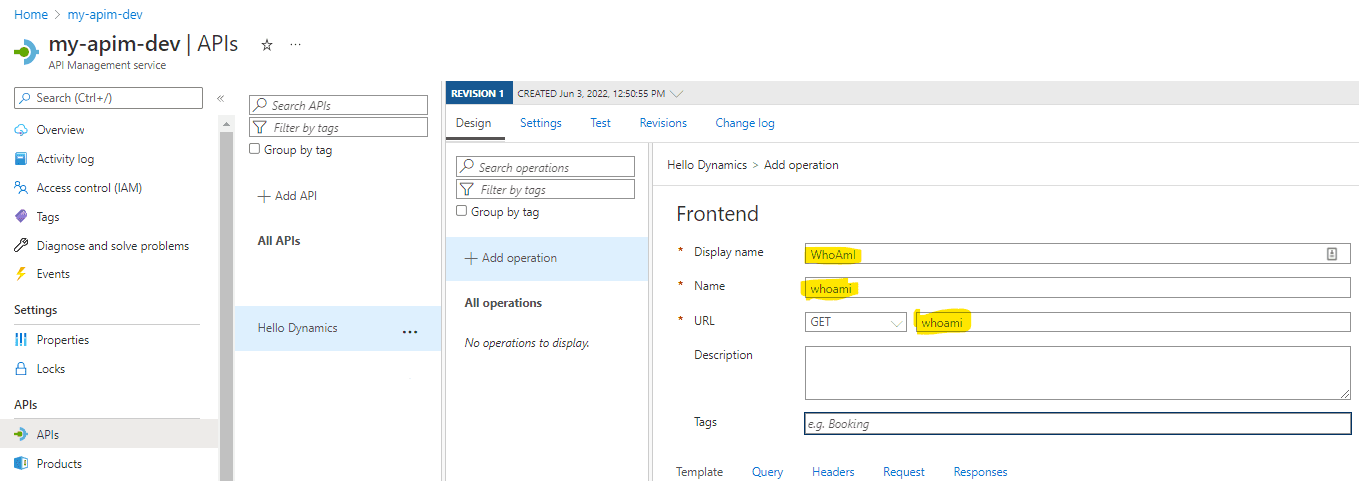 Home > my-apim-dev
my-apim-dev | APIs
API Management service
Search (Ctrl+/)
Overview
Activity log
Access control (IAM)
Tags
Diagnose and solve problems
Events
Settings
Properties
Locks
APIs
APIs
Products
Search APIs
Filter by tags
Group by tag
Add API
All APIs
Hello Dynamics
REVISION 1 CREATED Jun 3, 2022, 12:50:55 PM
Design Settings Test Revisions Change log
Search operations
Filter by tags
Group by tag
Add operation
All operations
No operations to display.
Hello Dynamics > Add operation
Frontend
* Display name WhoAmI
* Name whoami
* URL GET whoami
Description
Tags e.g. Booking
Template Query Headers Request Responses